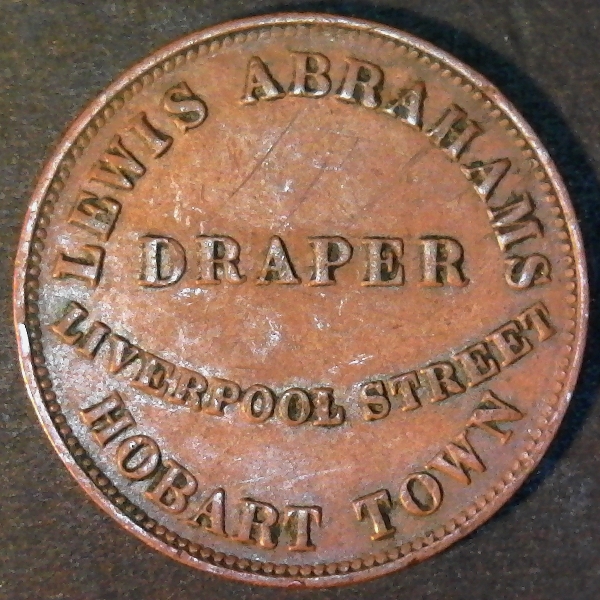 LEWIS ABRAHAMS
DRAPER
LIVERPOOL STREET
HOBART TOWN